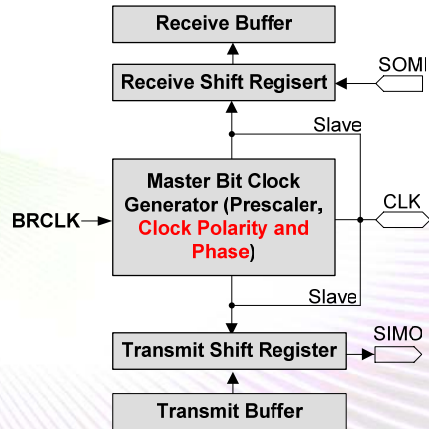 Receive Buffer
SOMI
Receive Shift Regisert
Slave
Master Bit Clock
Generator (Prescaler,
Clock Polarity and
Phase)
BRCLK
CLK
Slave
SIMO
Transmit Shift Register
Transmit Buffer